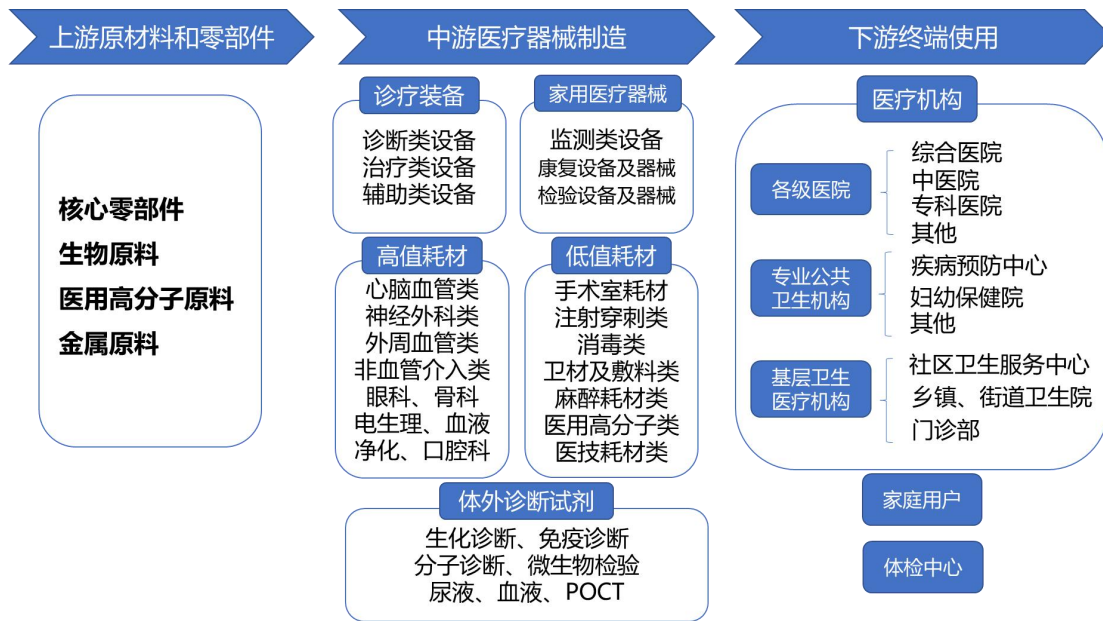 上游原材料和零部件
中游医疗器械制造
下游终端使用
核心零部件
生物原料
医用高分子原料
金属原料
诊疗装备
诊断类设备
治疗类设备
辅助类设备
家用医疗器械
监测类设备
康复设备及器械
检验设备及器械
高值耗材
心脑血管类
神经外科类
外周血管类
非血管介入类
眼科、骨科
电生理、血液
净化、口腔科
低值耗材
手术室耗材
注射穿刺类
消毒类
卫材及敷料类
麻醉耗材类
医用高分子类
医技耗材类
体外诊断试剂
生化诊断、免疫诊断
分子诊断、微生物检验
尿液、血液、POCT
医疗机构
各级医院
综合医院
中医院
专科医院
其他
专业公共
卫生机构
疾病预防中心
妇幼保健院
其他
基层卫生
医疗机构
社区卫生服务中心
乡镇、街道卫生院
门诊部
家庭用户
体检中心